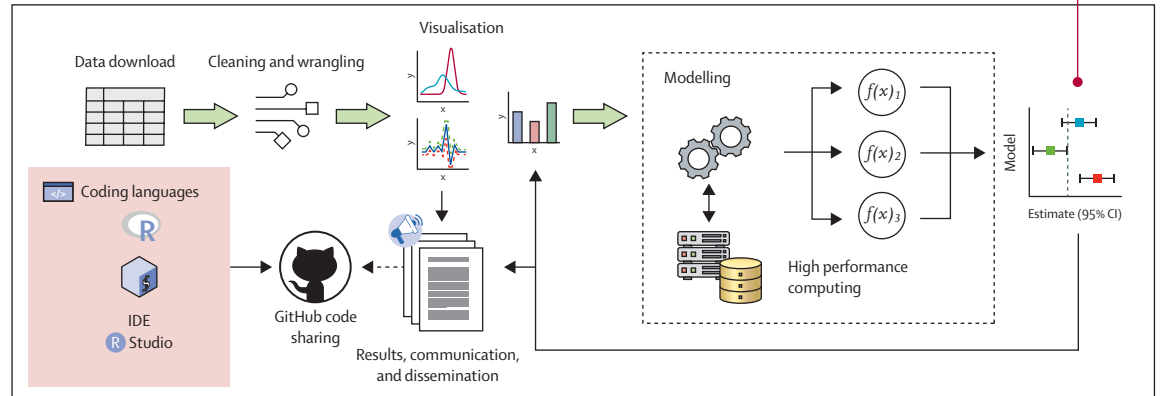 Visualisation
Data download
Cleaning and wrangling
y
x
y
x
y
x
Modelling
f(x)1
f(x)2
f(x)3
High performance
computing
Model
Estimate (95% CI)
</> Coding languages
R
$
IDE
R Studio
GitHub code
sharing
Results, communication,
and dissemination